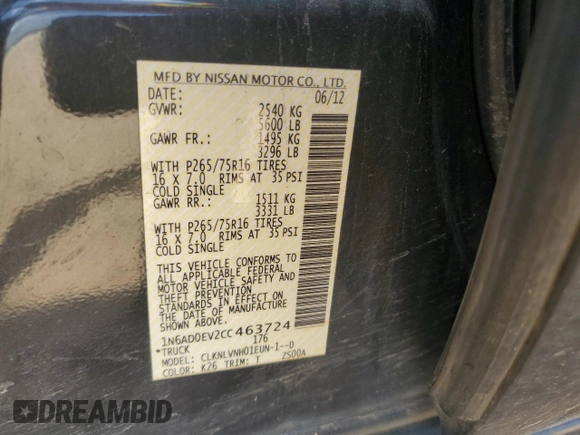 MFD BY NISSAN MOTOR CO., LTD.
DATE: 06/12
GVWR: 2540 KG
5600 LB
GAWR FR.: 1495 KG
3296 LB
WITH P265/75R16 TIRES
16 X 7.0 RIMS AT 35 PSI
COLD SINGLE
GAWR RR.: 1511 KG
3331 LB
WITH P265/75R16 TIRES
16 X 7.0 RIMS AT 35 PSI
COLD SINGLE
THIS VEHICLE CONFORMS TO
ALL APPLICABLE FEDERAL
MOTOR VEHICLE SAFETY AND
THEFT PREVENTION
STANDARDS IN EFFECT ON
THE DATE OF MANUFACTURE
SHOWN ABOVE.
1N6AD0EV2CC463724
*TRUCK 176
MODEL: CLKNLVNH01EUN-1--D
COLOR: K26 TRIM: T ZS00A
DREAMBID